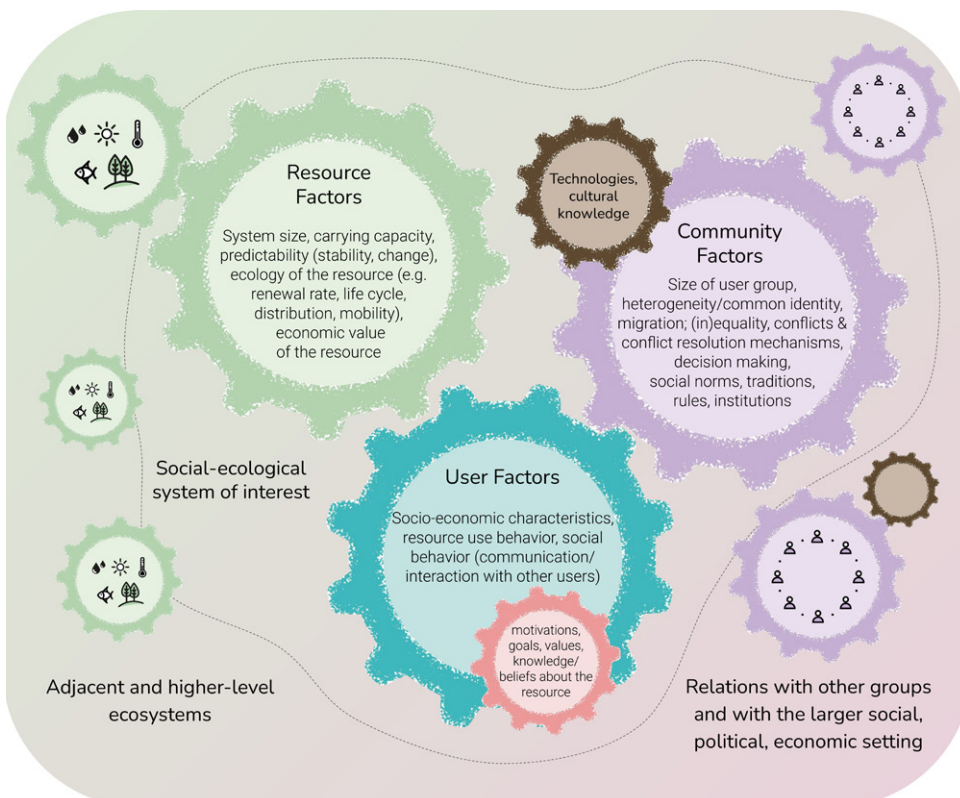 Resource
Factors
System size, carrying capacity,
predictability (stability, change),
ecology of the resource (e.g.
renewal rate, life cycle,
distribution, mobility),
economic value
of the resource
Technologies,
cultural
knowledge
Community
Factors
Size of user group,
heterogeneity/common identity,
migration; (in)equality, conflicts &
conflict resolution mechanisms,
decision making,
social norms, traditions,
rules, institutions
Social-ecological
system of interest
User Factors
Socio-economic characteristics,
resource use behavior, social
behavior (communication/
interaction with other users)
motivations,
goals, values,
knowledge/
beliefs about the
resource
Adjacent and higher-level
ecosystems
Relations with other groups
and with the larger social,
political, economic setting